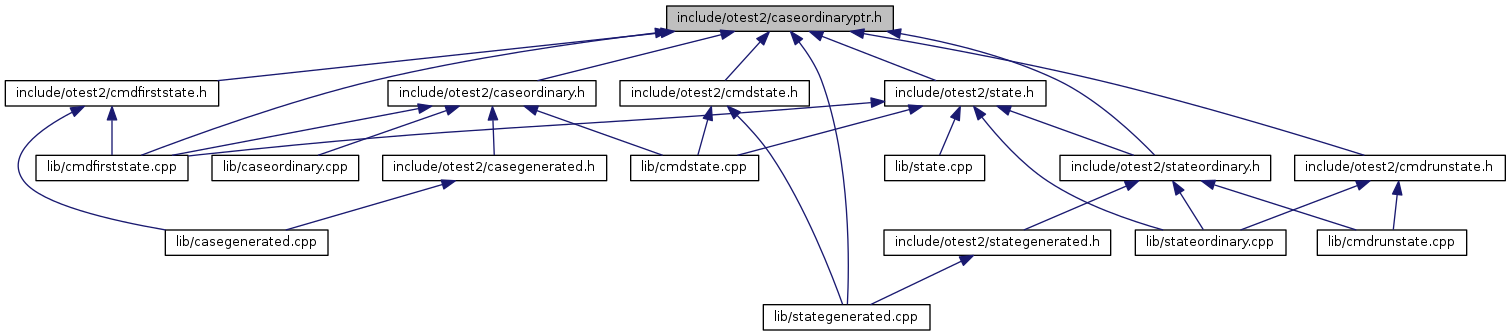 include/otest2/caseordinaryptr.h
include/otest2/cmdfirststate.h
include/otest2/caseordinary.h
include/otest2/cmdstate.h
include/otest2/state.h
lib/cmdfirststate.cpp
lib/caseordinary.cpp
include/otest2/casegenerated.h
lib/cmdstate.cpp
lib/state.cpp
include/otest2/stateordinary.h
include/otest2/cmdrunstate.h
lib/casegenerated.cpp
include/otest2/stategenerated.h
lib/stateordinary.cpp
lib/cmdrunstate.cpp
lib/stategenerated.cpp